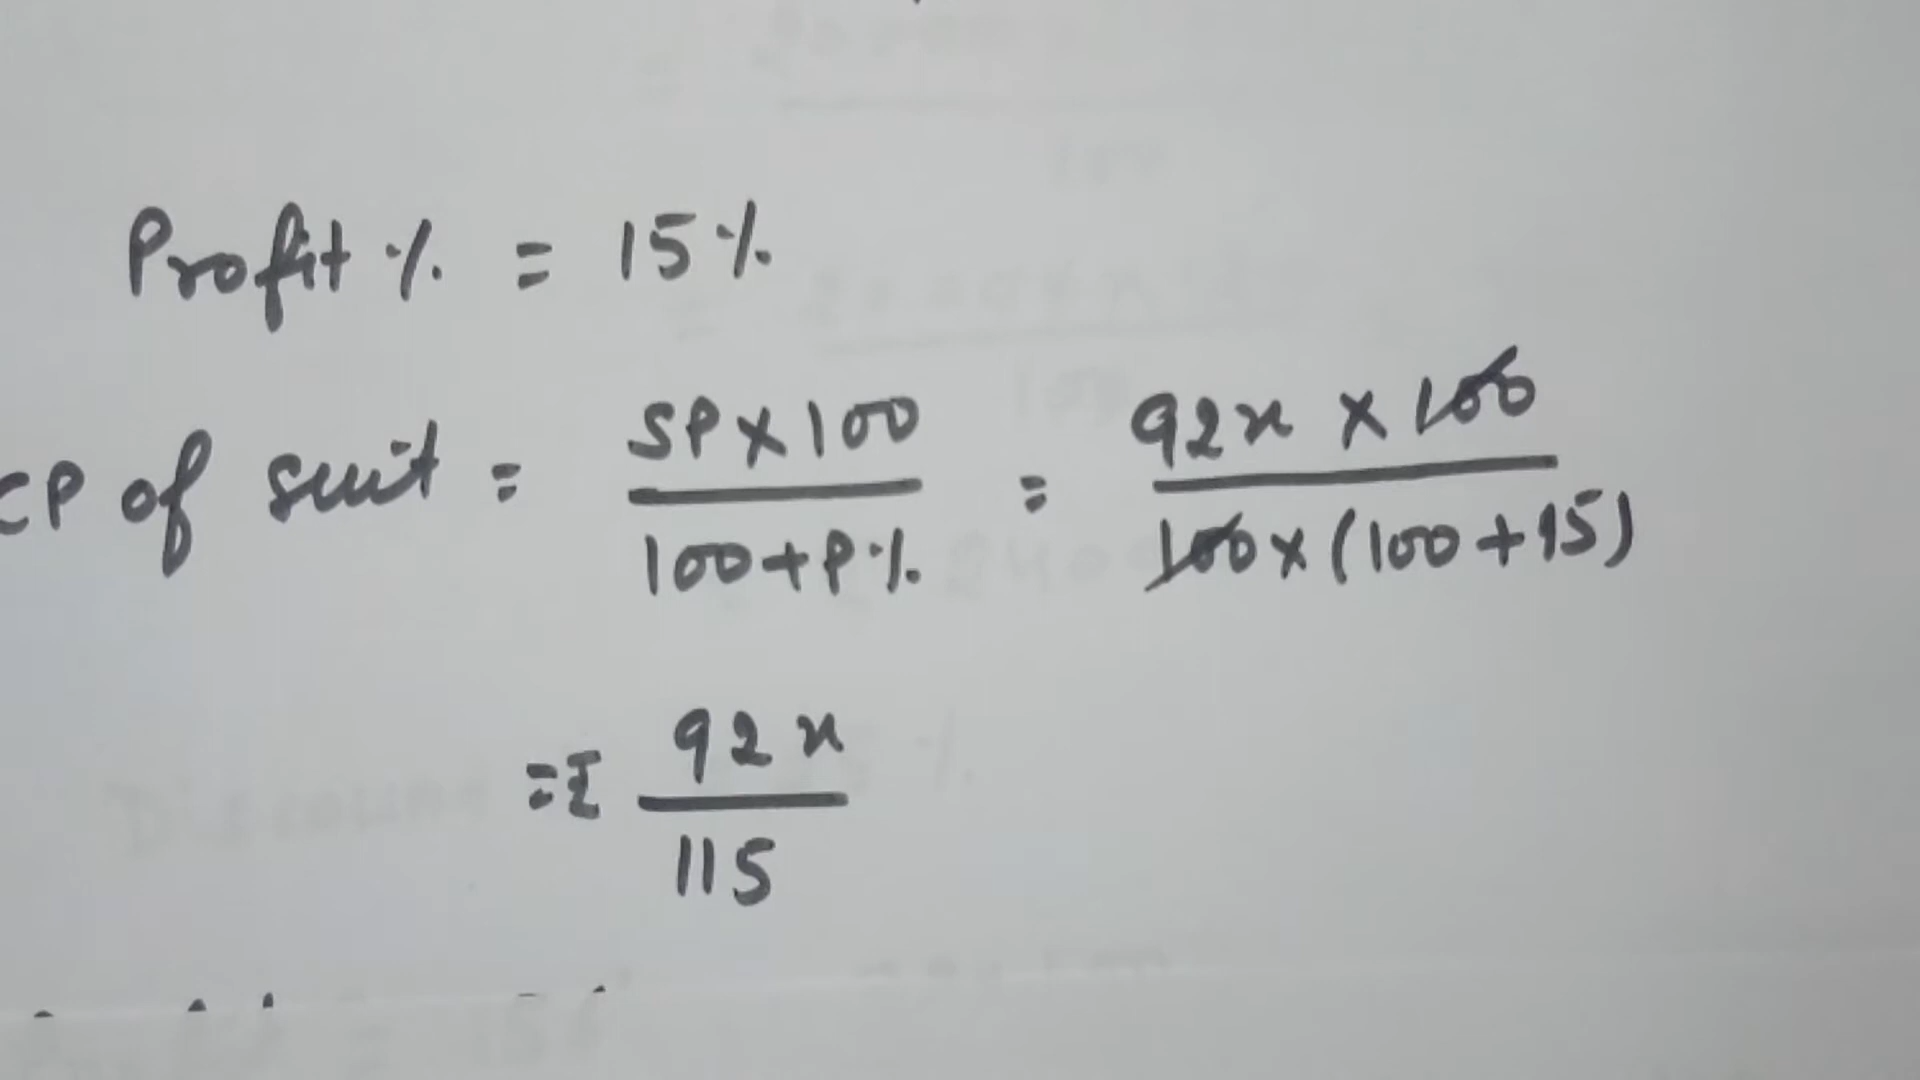 Profit % = 15%
CP of suit = SP×100 / 100+P% = 92x × 100 / 100×(100+15)
=₹ 92x / 115